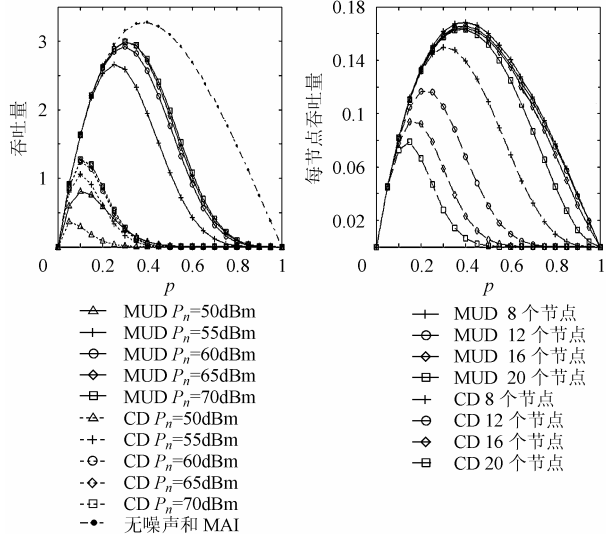 3
2
1
0
0.2
0.4
0.6
0.8
1
吞吐量
p
MUD Pn=50dBm
MUD Pn=55dBm
MUD Pn=60dBm
MUD Pn=65dBm
MUD Pn=70dBm
CD Pn=50dBm
CD Pn=55dBm
CD Pn=60dBm
CD Pn=65dBm
CD Pn=70dBm
无噪声和 MAI
0.18
0.14
0.1
0.06
0.02
0
0.2
0.4
0.6
0.8
1
每节点吞吐量
p
MUD 8 个节点
MUD 12 个节点
MUD 16 个节点
MUD 20 个节点
CD 8 个节点
CD 12 个节点
CD 16 个节点
CD 20 个节点